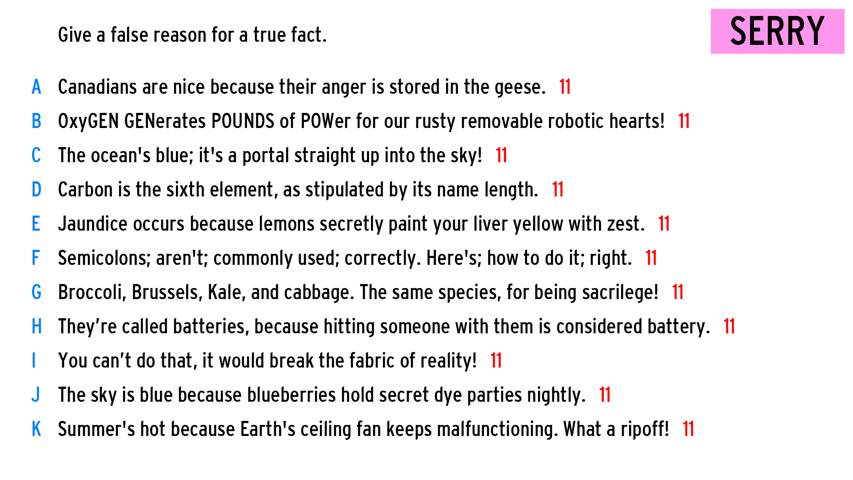 Give a false reason for a true fact.
SERRY
A Canadians are nice because their anger is stored in the geese. 11
B OxyGEN GENerates POUNDS of POWer for our rusty removable robotic hearts! 11
C The ocean's blue; it's a portal straight up into the sky! 11
D Carbon is the sixth element, as stipulated by its name length. 11
E Jaundice occurs because lemons secretly paint your liver yellow with zest. 11
F Semicolons; aren't; commonly used; correctly. Here's; how to do it; right. 11
G Broccoli, Brussels, Kale, and cabbage. The same species, for being sacrilege! 11
H They’re called batteries, because hitting someone with them is considered battery. 11
I You can’t do that, it would break the fabric of reality! 11
J The sky is blue because blueberries hold secret dye parties nightly. 11
K Summer's hot because Earth's ceiling fan keeps malfunctioning. What a ripoff! 11